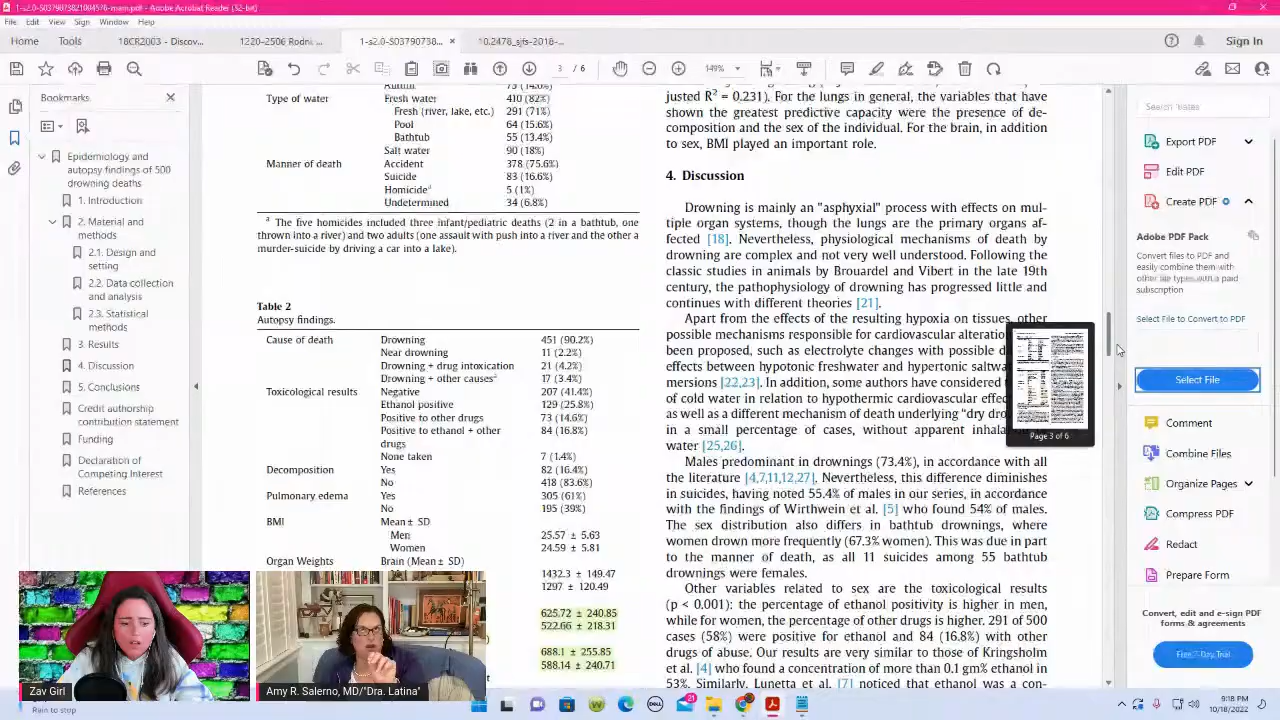 1-s2.0-S0379073821004576-main.pdf - Adobe Acrobat Reader (32-bit)
File Edit View Sign Window Help
Home Tools 18CR2003 - Discov... 1220-2506 Rodni... 1-s2.0-S03790738... × 10.2478_sjfs-2018-... Sign In
3 / 6 149%
Bookmarks
Epidemiology and
autopsy findings of 500
drowning deaths
1. Introduction
2. Material and
methods
2.1. Design and
setting
2.2. Data collection
and analysis
2.3. Statistical
methods
3. Results
4. Discussion
5. Conclusions
Credit authorship
contribution statement
Funding
Declaration of
Competing Interest
References
Autumn 73 (14.6%)
Type of water Fresh water 410 (82%)
Fresh (river, lake, etc.) 291 (71%)
Pool 64 (15.6%)
Bathtub 55 (13.4%)
Salt water 90 (18%)
Manner of death Accident 378 (75.6%)
Suicide 83 (16.6%)
Homicideᵃ 5 (1%)
Undetermined 34 (6.8%)
ᵃ The five homicides included three infant/pediatric deaths (2 in a bathtub, one
thrown into a river) and two adults (one assault with push into a river and the other a
murder-suicide by driving a car into a lake).
Table 2
Autopsy findings.
Cause of death Drowning 451 (90.2%)
Near drowning 11 (2.2%)
Drowning + drug intoxication 21 (4.2%)
Drowning + other causesᵃ 17 (3.4%)
Toxicological results Negative 207 (41.4%)
Ethanol positive 129 (25.8%)
Positive to other drugs 73 (14.6%)
Positive to ethanol + other 84 (16.8%)
drugs
None taken 7 (1.4%)
Decomposition Yes 82 (16.4%)
No 418 (83.6%)
Pulmonary edema Yes 305 (61%)
No 195 (39%)
BMI Mean ± SD
Men 25.57 ± 5.63
Women 24.59 ± 5.81
Organ Weights Brain (Mean ± SD)
1432.3 ± 149.47
1297 ± 120.49
625.72 ± 240.85
522.66 ± 218.31
688.1 ± 255.85
588.14 ± 240.71
justed R² = 0.231). For the lungs in general, the variables that have
shown the greatest predictive capacity were the presence of de-
composition and the sex of the individual. For the brain, in addition
to sex, BMI played an important role.
4. Discussion
Drowning is mainly an "asphyxial" process with effects on mul-
tiple organ systems, though the lungs are the primary organs af-
fected [18]. Nevertheless, physiological mechanisms of death by
drowning are complex and not very well understood. Following the
classic studies in animals by Brouardel and Vibert in the late 19th
century, the pathophysiology of drowning has progressed little and
continues with different theories [21].
Apart from the effects of the resulting hypoxia on tissues, other
possible mechanisms responsible for cardiovascular alteratio
been proposed, such as electrolyte changes with possible d
effects between hypotonic freshwater and hypertonic saltwa
mersions [22,23]. In addition, some authors have considered
of cold water in relation to hypothermic cardiovascular effec
as well as a different mechanism of death underlying "dry dro
in a small percentage of cases, without apparent inhala
water [25,26].
Males predominant in drownings (73.4%), in accordance with all
the literature [4,7,11,12,27]. Nevertheless, this difference diminishes
in suicides, having noted 55.4% of males in our series, in accordance
with the findings of Wirthwein et al. [5] who found 54% of males.
The sex distribution also differs in bathtub drownings, where
women drown more frequently (67.3% women). This was due in part
to the manner of death, as all 11 suicides among 55 bathtub
drownings were females.
Other variables related to sex are the toxicological results
(p < 0.001): the percentage of ethanol positivity is higher in men,
while for women, the percentage of other drugs is higher. 291 of 500
cases (58%) were positive for ethanol and 84 (16.8%) with other
drugs of abuse. Our results are very similar to those of Kringsholm
et al. [4] who found a concentration of more than 0.1 gm% ethanol in
53%. Similarly, Lunetta et al. [7] noticed that ethanol was a con-
Page 3 of 6
Export PDF
Edit PDF
Create PDF
Adobe PDF Pack
Convert files to PDF and
easily combine them with
other file types with a paid
subscription
Select File to Convert to PDF
Select File
Comment
Combine Files
Organize Pages
Compress PDF
Redact
Prepare Form
Convert, edit and e-sign PDF
forms & agreements
Free 7-Day Trial
Zav Girl
Amy R. Salerno, MD/"Dra. Latina"
Rain to stop
DELL
21
9:18 PM
10/18/2022